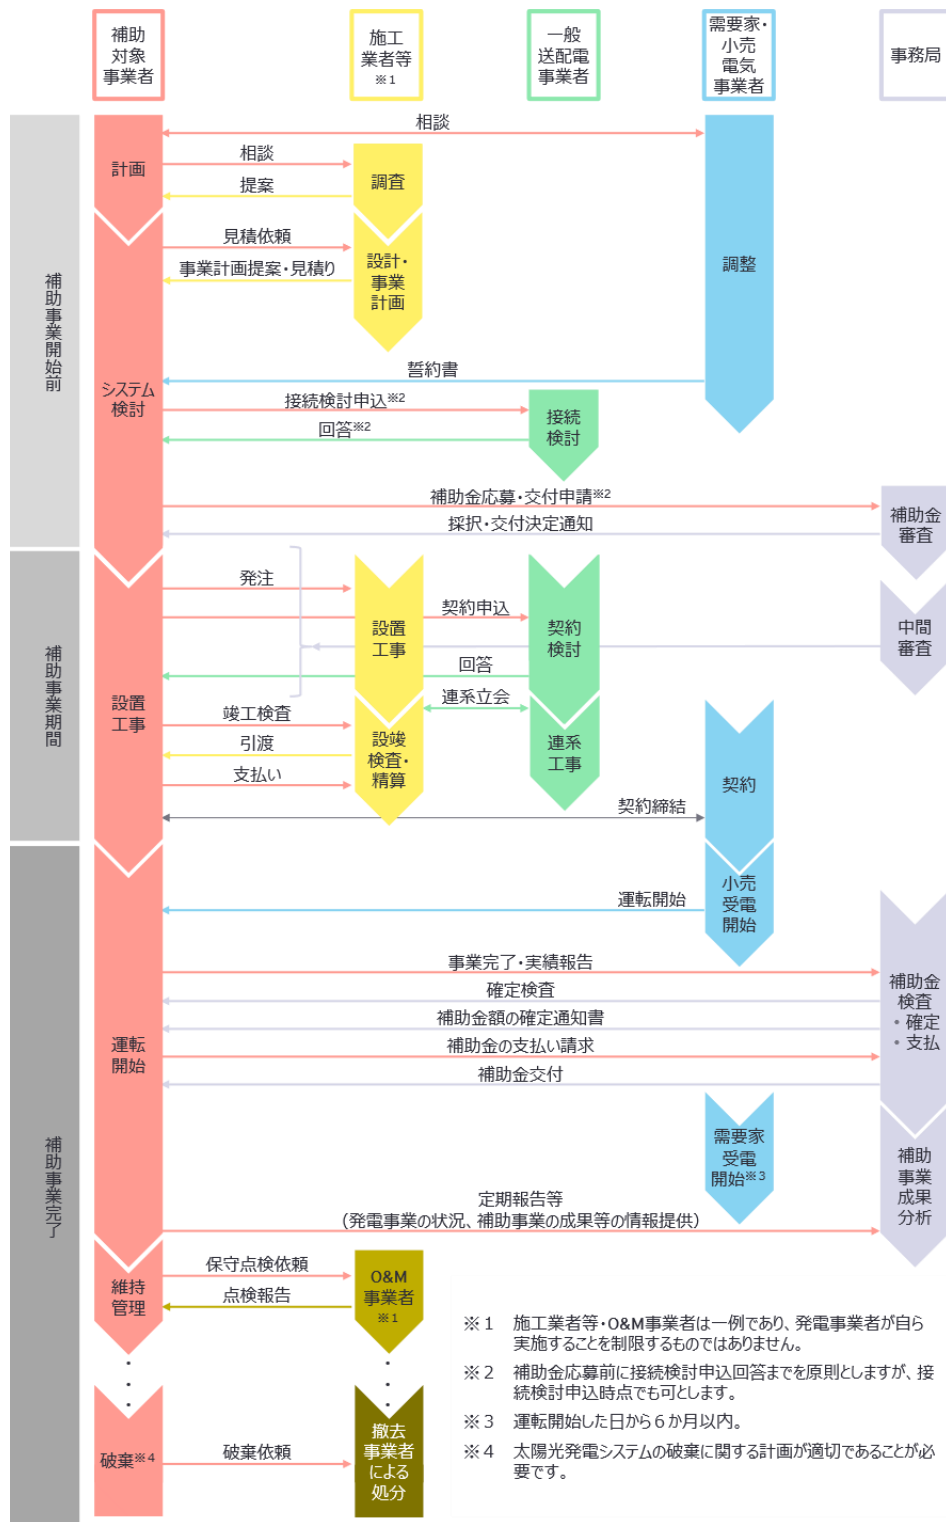 補助
対象
事業者
施工
業者等
※1
一般
送配電
事業者
需要家・
小売
電気
事業者
事務局
補助事業開始前
計画
相談
相談
提案
調査
調整
見積依頼
事業計画提案・見積り
設計・
事業
計画
システム
検討
誓約書
接続検討申込※2
回答※2
接続
検討
補助金応募・交付申請※2
採択・交付決定通知
補助金
審査
補助事業期間
設置
工事
発注
契約申込
設置
工事
契約
検討
中間
審査
回答
連系立会
竣工検査
引渡
支払い
設竣
検査・
精算
連系
工事
契約
契約締結
補助事業完了
運転
開始
小売
受電
開始
運転開始
事業完了・実績報告
確定検査
補助金額の確定通知書
補助金の支払い請求
補助金交付
補助金
検査
・確定
・支払
需要家
受電
開始※3
補助
事業
成果
分析
定期報告等
（発電事業の状況、補助事業の成果等の情報提供）
維持
管理
保守点検依頼
点検報告
O&M
事業者
※1
破棄※4
破棄依頼
撤去
事業者
による
処分
※１ 施工業者等・O&M事業者は一例であり、発電事業者が自ら
実施することを制限するものではありません。
※２ 補助金応募前に接続検討申込回答までを原則としますが、接
続検討申込時点でも可とします。
※３ 運転開始した日から６か月以内。
※４ 太陽光発電システムの破棄に関する計画が適切であることが必
要です。